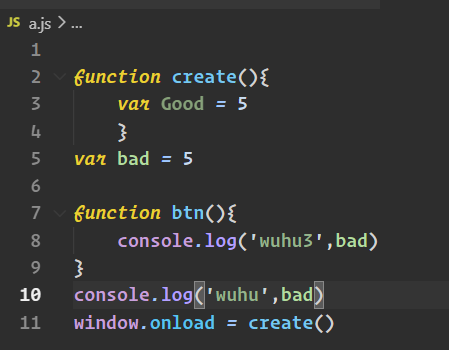 JS a.js > ...
1
2 function create(){
3 var Good = 5
4 }
5 var bad = 5
6
7 function btn(){
8 console.log('wuhu3',bad)
9 }
10 console.log('wuhu',bad)
11 window.onload = create()